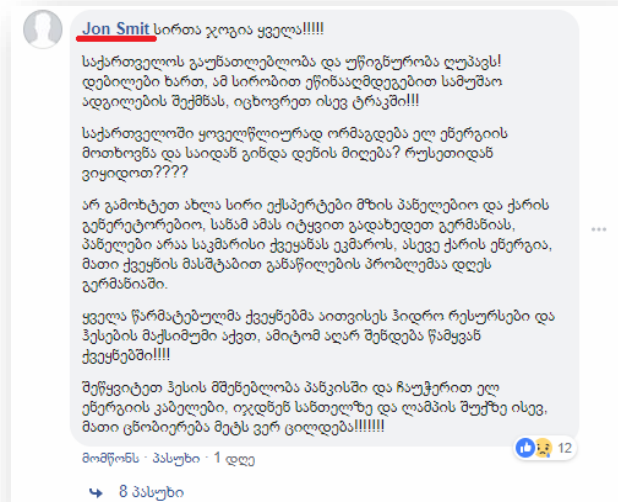 Jon Smit სირთა ჯოგია ყველა!!!!!
საქართველოს გაუნათლებლობა და უწიგნურობა ღუპავს!
დებილები ხართ, ამ სირობით ეწინააღმდეგებით სამუშაო
ადგილების შექმნას, იცხოვრეთ ისევ ტრაკში!!!
საქართველოში ყოველწლიურად ორმაგდება ელ ენერგიის
მოთხოვნა და საიდან გინდა დენის მიღება? რუსეთიდან
ვიყიდოთ????
არ გამოხტეთ ახლა სირი ექსპერტები მზის პანელებიო და ქარის
გენერეტორებიო, სანამ ამას იტყვით გადახედეთ გერმანიას,
პანელები არაა საკმარისი ქვეყანას ეკმაროს, ასევე ქარის ენერგია,
მათი ქვეყნის მასშტაბით განაწილების პრობლემაა დღეს
გერმანიაში.
ყველა წარმატებულმა ქვეყნებმა აითვისეს ჰიდრო რესურსები და
ჰესების მაქსიმუმი აქვთ, ამიტომ აღარ შენდება წამყვან
ქვეყნებში!!!!
შეწყვიტეთ ჰესის მშენებლობა პანკისში და ჩაუჭერით ელ
ენერგიის კაბელები, იჯდნენ სანთელზე და ლამპის შუქზე ისევ,
მათი ცნობიერება მეტს ვერ ცილდება!!!!!!!
12
მომწონს · პასუხი · 1 დღე
8 პასუხი